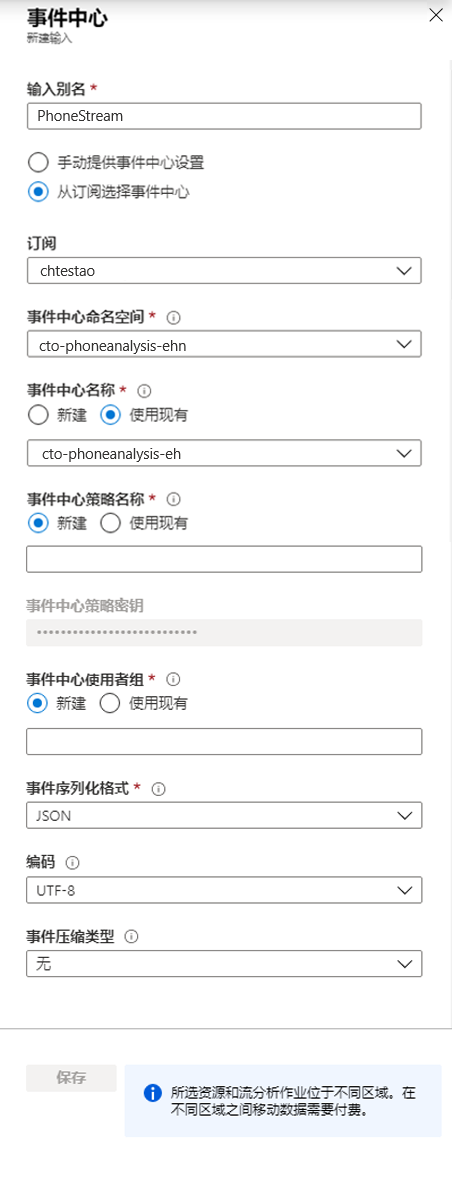 事件中心
新建输入
输入别名 *
PhoneStream
手动提供事件中心设置
从订阅选择事件中心
订阅
chtestao
事件中心命名空间 *
cto-phoneanalysis-ehn
事件中心名称 *
新建 使用现有
cto-phoneanalysis-eh
事件中心策略名称 *
新建 使用现有
事件中心策略密钥
••••••••••••••••••••••••••••
事件中心使用者组 *
新建 使用现有
事件序列化格式 *
JSON
编码
UTF-8
事件压缩类型
无
保存
所选资源和流分析作业位于不同区域。在
不同区域之间移动数据需要付费。